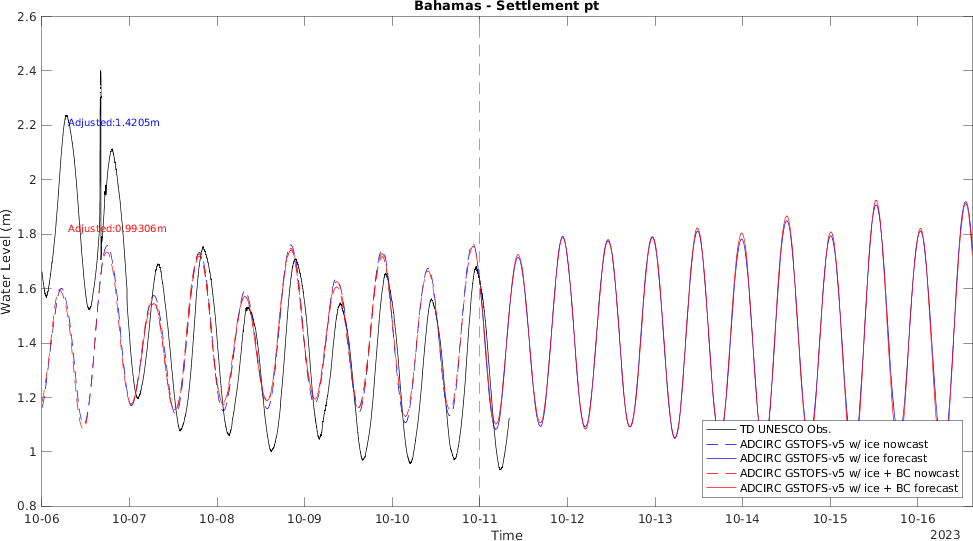 Bahamas - Settlement pt
2.6
2.4
2.2
2
1.8
1.6
1.4
1.2
1
0.8
Water Level (m)
Adjusted:1.4205m
Adjusted:0.99306m
TD UNESCO Obs.
ADCIRC GSTOFS-v5 w/ ice nowcast
ADCIRC GSTOFS-v5 w/ ice forecast
ADCIRC GSTOFS-v5 w/ ice + BC nowcast
ADCIRC GSTOFS-v5 w/ ice + BC forecast
10-06 10-07 10-08 10-09 10-10 10-11 10-12 10-13 10-14 10-15 10-16
Time
2023